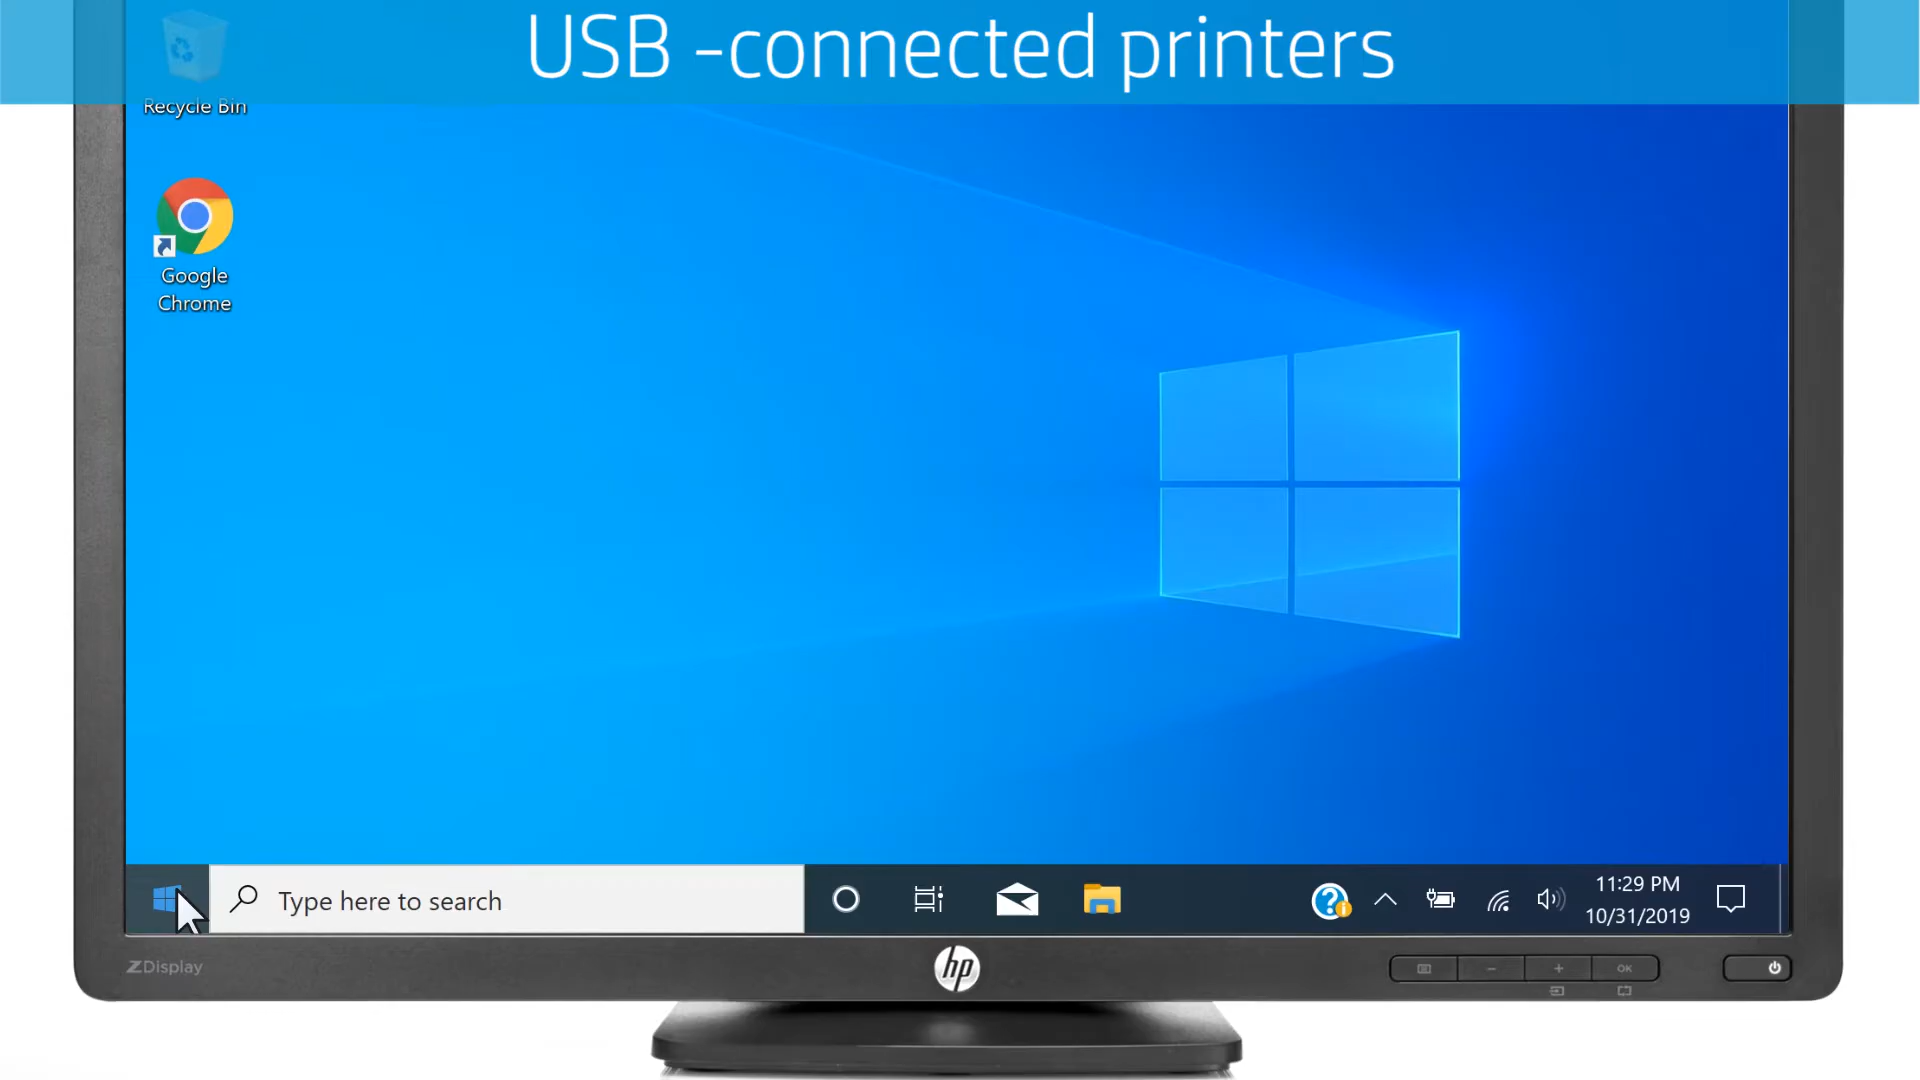 USB -connected printers
Recycle Bin
Google
Chrome
Type here to search
11:29 PM
10/31/2019
ZDisplay
hp
OK